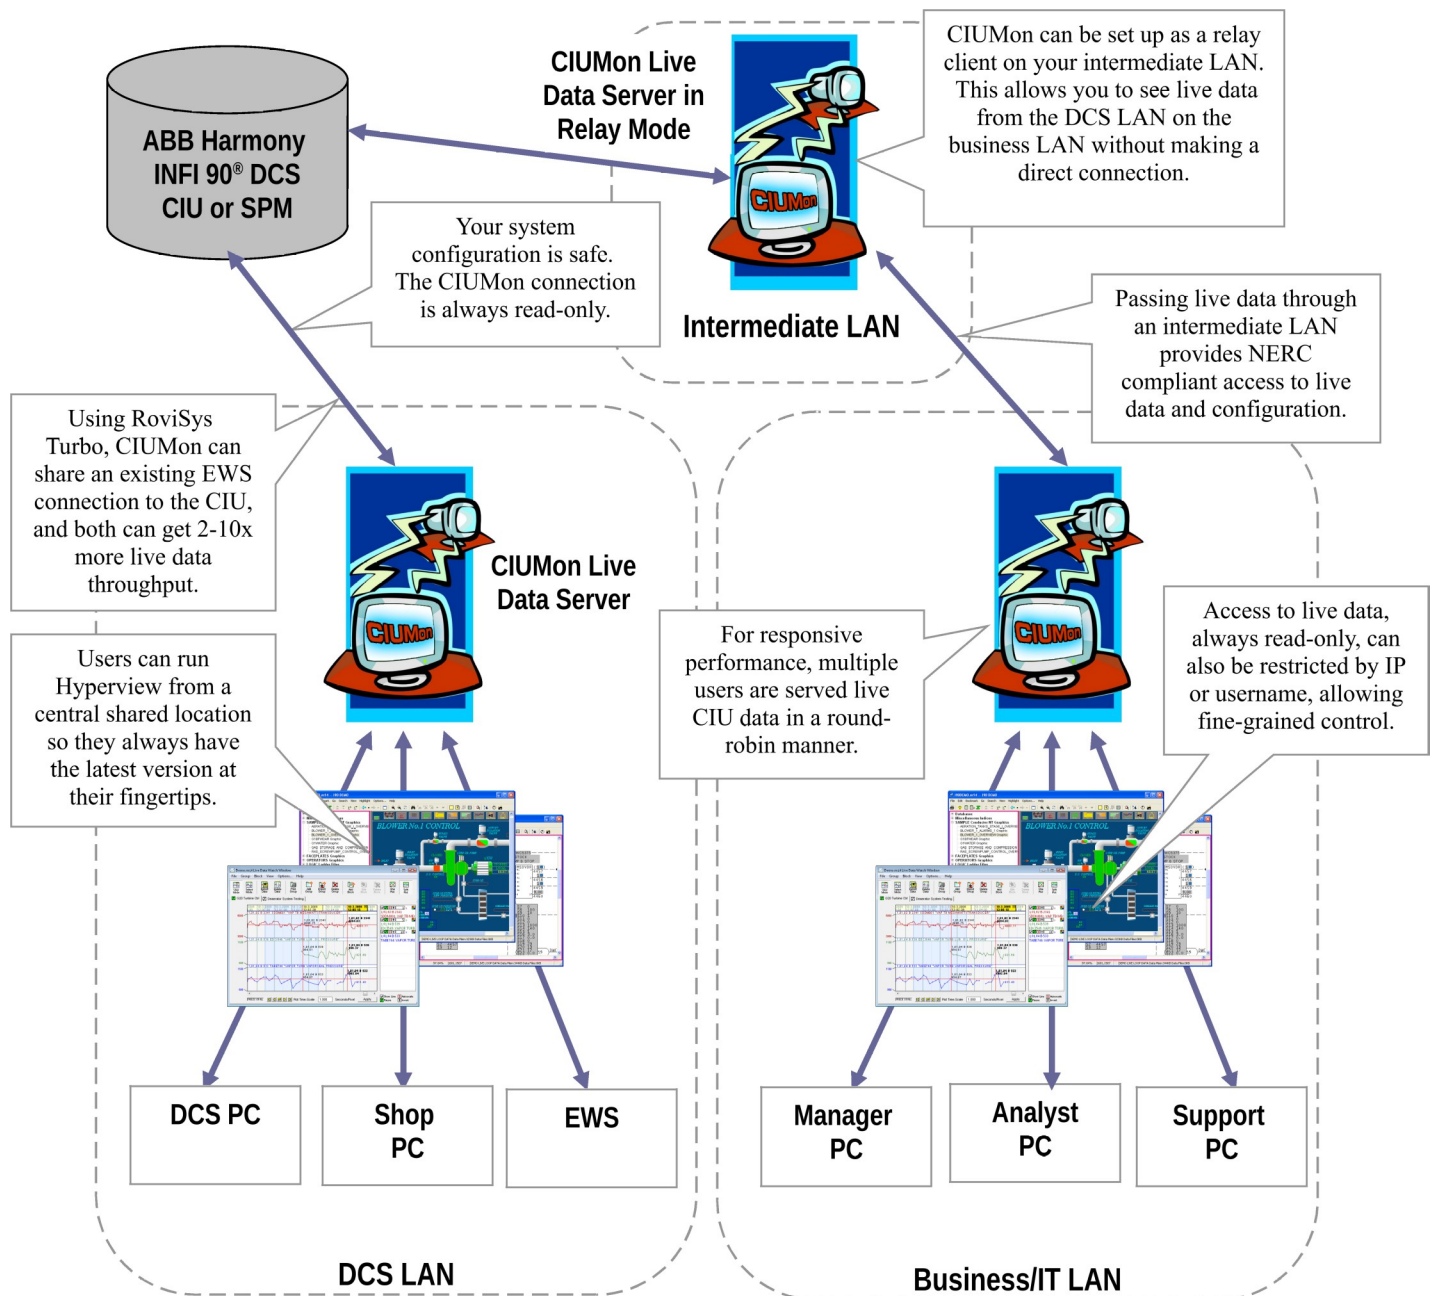 CIUMon Live
Data Server in
Relay Mode
CIUMon can be set up as a relay
client on your intermediate LAN.
This allows you to see live data
from the DCS LAN on the
business LAN without making a
direct connection.
ABB Harmony
INFI 90® DCS
CIU or SPM
CIUMon
Your system
configuration is safe.
The CIUMon connection
is always read-only.
Intermediate LAN
Passing live data through
an intermediate LAN
provides NERC
compliant access to live
data and configuration.
Using RoviSys
Turbo, CIUMon can
share an existing EWS
connection to the CIU,
and both can get 2-10x
more live data
throughput.
CIUMon Live
Data Server
CIUMon
Users can run
Hyperview from a
central shared location
so they always have
the latest version at
their fingertips.
For responsive
performance, multiple
users are served live
CIU data in a round-
robin manner.
CIUMon
Access to live data,
always read-only, can
also be restricted by IP
or username, allowing
fine-grained control.
BLOWER No.1 CONTROL
BLOWER No.1 CONTROL
DCS PC
Shop
PC
EWS
Manager
PC
Analyst
PC
Support
PC
DCS LAN
Business/IT LAN